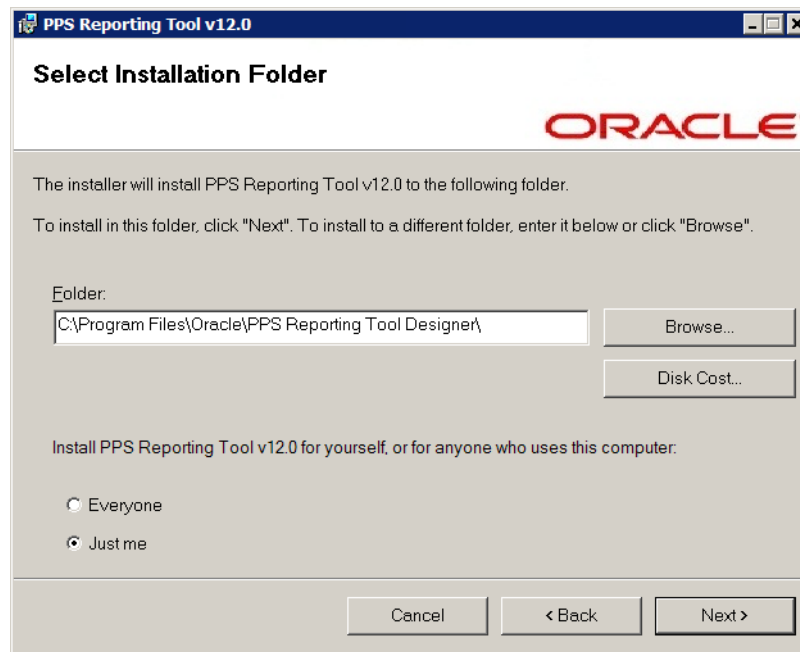 PPS Reporting Tool v12.0
Select Installation Folder
ORACLE
The installer will install PPS Reporting Tool v12.0 to the following folder.
To install in this folder, click "Next". To install to a different folder, enter it below or click "Browse".
Folder:
C:\Program Files\Oracle\PPS Reporting Tool Designer\
Browse...
Disk Cost...
Install PPS Reporting Tool v12.0 for yourself, or for anyone who uses this computer:
Everyone
Just me
Cancel
< Back
Next >